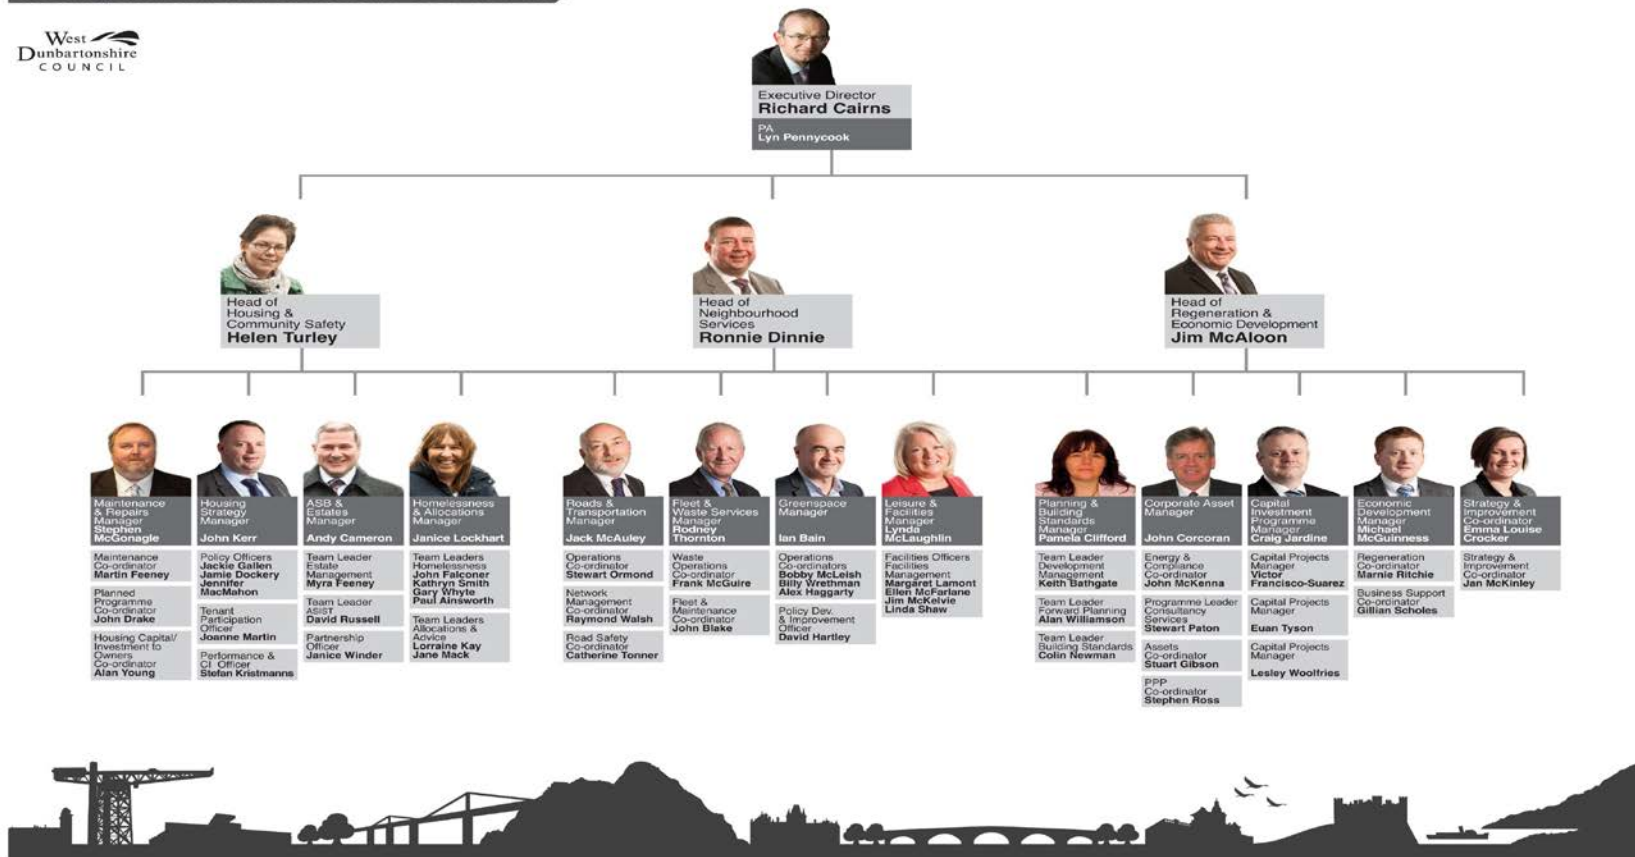 West
Dunbartonshire
COUNCIL
Executive Director
Richard Cairns
PA
Lyn Pennycook
Head of
Housing &
Community Safety
Helen Turley
Head of
Neighbourhood
Services
Ronnie Dinnie
Head of
Regeneration &
Economic Development
Jim McAloon
Maintenance
& Repairs
Manager
Stephen
McGonagle
Maintenance
Co-ordinator
Martin Feeney
Planned
Programme
Co-ordinator
John Drake
Housing Capital/
Investment to
Owners
Co-ordinator
Alan Young
Housing
Strategy
Manager
John Kerr
Policy Officers
Jackie Gallen
Jamie Dockery
Jennifer
MacMahon
Tenant
Participation
Officer
Joanne Martin
Performance &
CI Officer
Stefan Kristmanns
ASB &
Estates
Manager
Andy Cameron
Team Leader
Estate
Management
Myra Feeney
Team Leader
ASIST
David Russell
Partnership
Officer
Janice Winder
Homelessness
& Allocations
Manager
Janice Lockhart
Team Leaders
Homelessness
John Falconer
Kathryn Smith
Gary Whyte
Paul Ainsworth
Team Leaders
Allocations &
Advice
Lorraine Kay
Jane Mack
Roads &
Transportation
Manager
Jack McAuley
Operations
Co-ordinator
Stewart Ormond
Network
Management
Co-ordinator
Raymond Walsh
Road Safety
Co-ordinator
Catherine Tonner
Fleet &
Waste Services
Manager
Rodney
Thornton
Waste
Operations
Co-ordinator
Frank McGuire
Fleet &
Maintenance
Co-ordinator
John Blake
Greenspace
Manager
Ian Bain
Operations
Co-ordinators
Bobby McLeish
Billy Wrethman
Alex Haggarty
Policy Dev.
& Improvement
Officer
David Hartley
Leisure &
Facilities
Manager
Lynda
McLaughlin
Facilities Officers
Facilities
Management
Margaret Lamont
Ellen McFarlane
Jim McKelvie
Linda Shaw
Planning &
Building
Standards
Manager
Pamela Clifford
Team Leader
Development
Management
Keith Bathgate
Team Leader
Forward Planning
Alan Williamson
Team Leader
Building Standards
Colin Newman
Corporate Asset
Manager
John Corcoran
Energy &
Compliance
Co-ordinator
John McKenna
Programme Leader
Consultancy
Services
Stewart Paton
Assets
Co-ordinator
Stuart Gibson
PPP
Co-ordinator
Stephen Ross
Capital
Investment
Programme
Manager
Craig Jardine
Capital Projects
Manager
Victor
Francisco-Suarez
Capital Projects
Manager
Euan Tyson
Capital Projects
Manager
Lesley Woolfries
Economic
Development
Manager
Michael
McGuinness
Regeneration
Co-ordinator
Marnie Ritchie
Business Support
Co-ordinator
Gillian Scholes
Strategy &
Improvement
Co-ordinator
Emma Louise
Crocker
Strategy &
Improvement
Co-ordinator
Jan McKinley